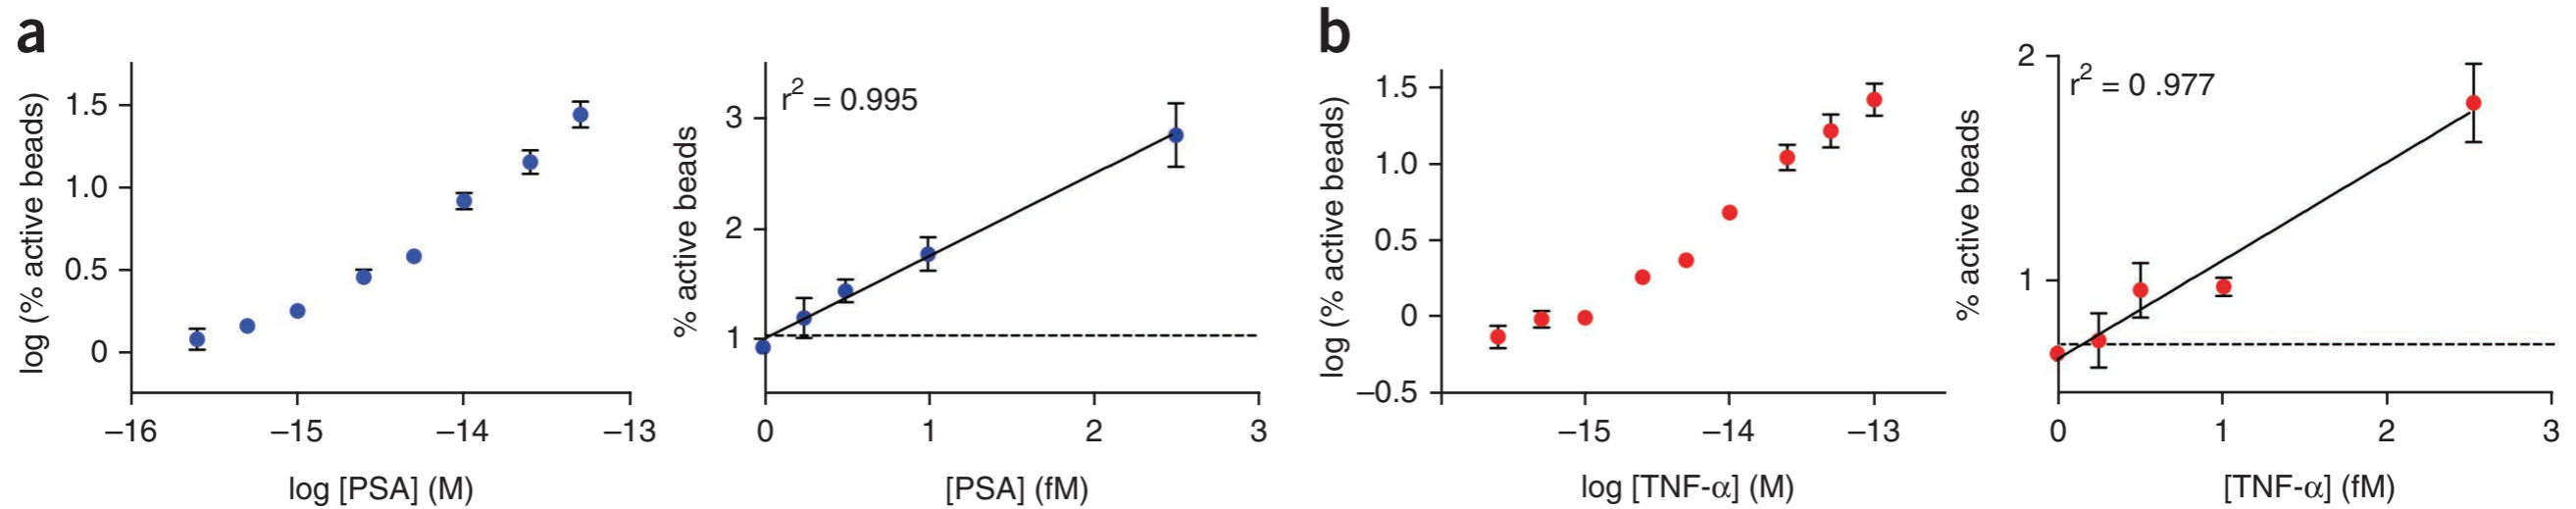 a
log (% active beads)
1.5
1.0
0.5
0
–16
–15
–14
–13
log [PSA] (M)
r2 = 0.995
% active beads
3
2
1
0
1
2
3
[PSA] (fM)
b
log (% active beads)
1.5
1.0
0.5
0
–0.5
–15
–14
–13
log [TNF-α] (M)
r2 = 0 .977
% active beads
2
1
0
1
2
3
[TNF-α] (fM)